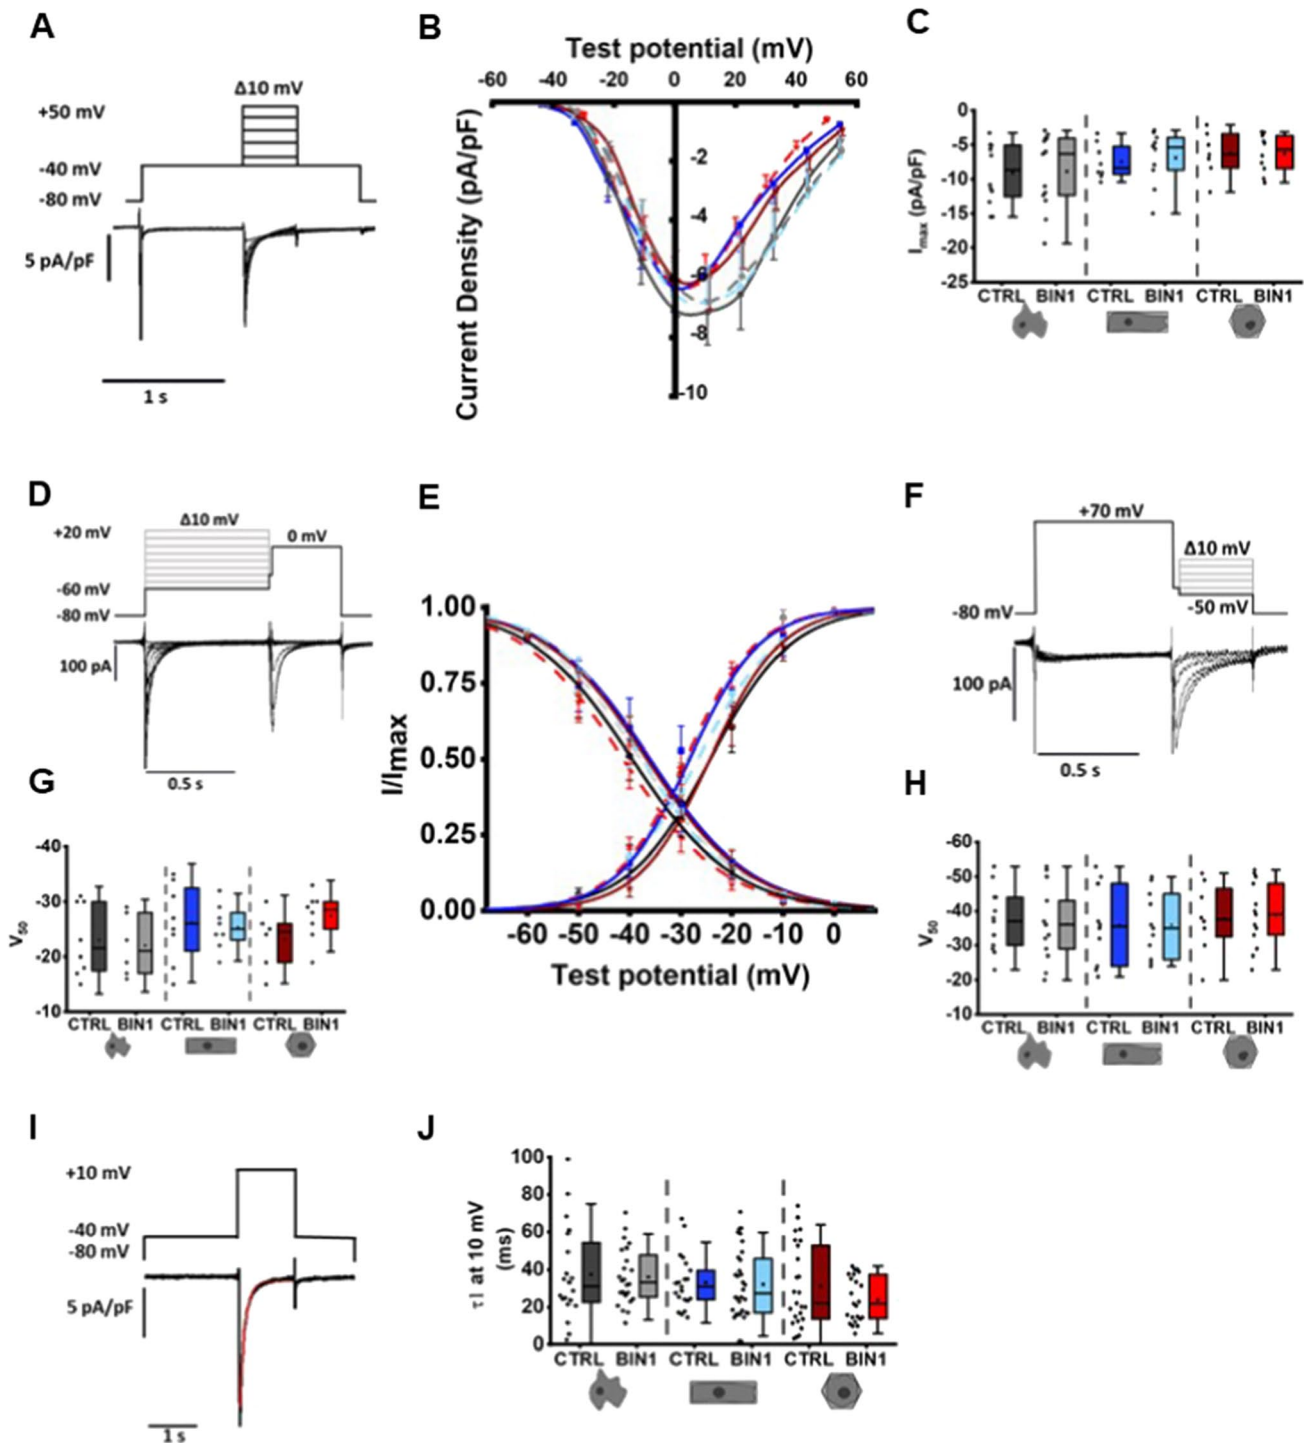 A
Δ10 mV
+50 mV
-40 mV
-80 mV
5 pA/pF
1 s
B
Test potential (mV)
-60 -40 -20 0 20 40 60
-2
-4
-6
-8
-10
Current Density (pA/pF)
C
0
-5
-10
-15
-20
-25
Imax (pA/pF)
CTRL BIN1 CTRL BIN1 CTRL BIN1
D
Δ10 mV
+20 mV
0 mV
-60 mV
-80 mV
100 pA
0.5 s
E
1.00
0.75
0.50
0.25
0.00
I/Imax
-60 -50 -40 -30 -20 -10 0
Test potential (mV)
F
+70 mV
Δ10 mV
-80 mV
-50 mV
100 pA
0.5 s
G
-40
-30
-20
-10
V50
CTRL BIN1 CTRL BIN1 CTRL BIN1
H
-60
-50
-40
-30
-20
-10
V50
CTRL BIN1 CTRL BIN1 CTRL BIN1
I
+10 mV
-40 mV
-80 mV
5 pA/pF
1 s
J
100
80
60
40
20
0
τI at 10 mV
(ms)
CTRL BIN1 CTRL BIN1 CTRL BIN1